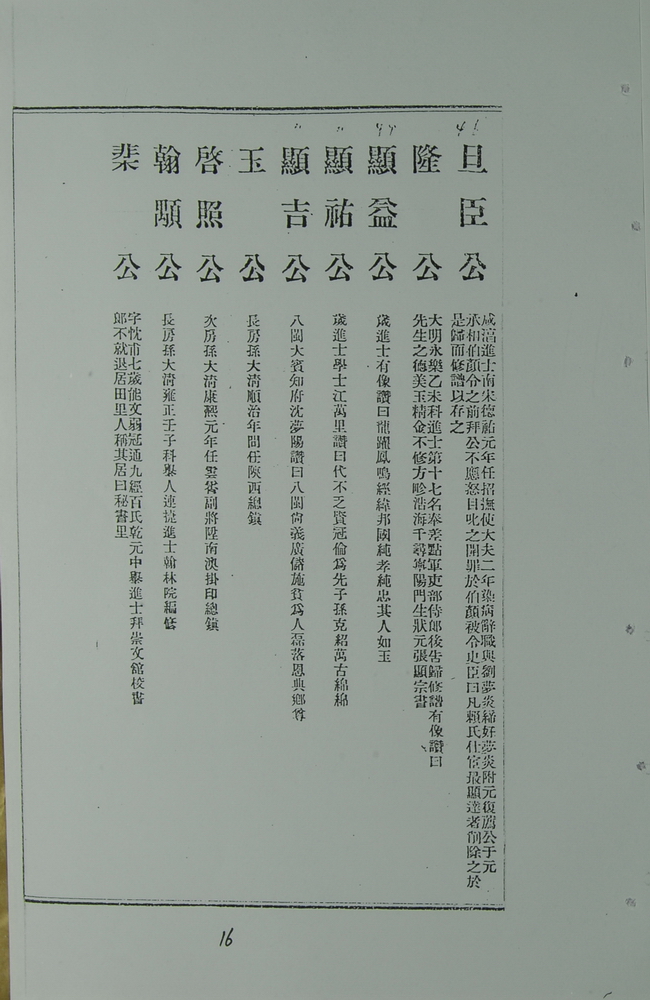 旦臣公
咸淳進士南宋德祐元年任招撫使大夫二年染病辭職與劉夢炎締好夢炎附元復薦公于元
承相伯顏令之前拜公不應怒目叱之開罪於伯顏被令史臣曰凡賴氏仕宦最顯達者削除之於
是歸而修譜以存之
隆公
大明永樂乙未科進士第十七名奉差點軍吏部侍郎後告歸修譜有像讚曰
先生之德美玉精金不修方畛浩海千尋寧陽門生狀元張顯宗書
顯益公
歲進士有像讚曰龍躍鳳鳴經緯邦國純孝純忠其人如玉
顯祐公
歲進士學士江萬里讚曰代不乏賢冠倫為先子孫克紹萬古綿綿
顯吉公
八閩大賓知府沈夢陽讚曰八閩尚義廣儲施貧為人磊落恩典鄉尊
玉公
長房孫大清順治年間任陝西總鎮
啓照公
次房孫大清康熙元年任雲霄副將陞南澳掛印總鎮
翰顒公
長房孫大清雍正壬子科舉人連捷進士翰林院編修
棐公
字忱甫七歲能文弱冠通九經百氏乾元中舉進士拜崇文舘校書
郎不就退居田里人稱其居曰秘書里
16